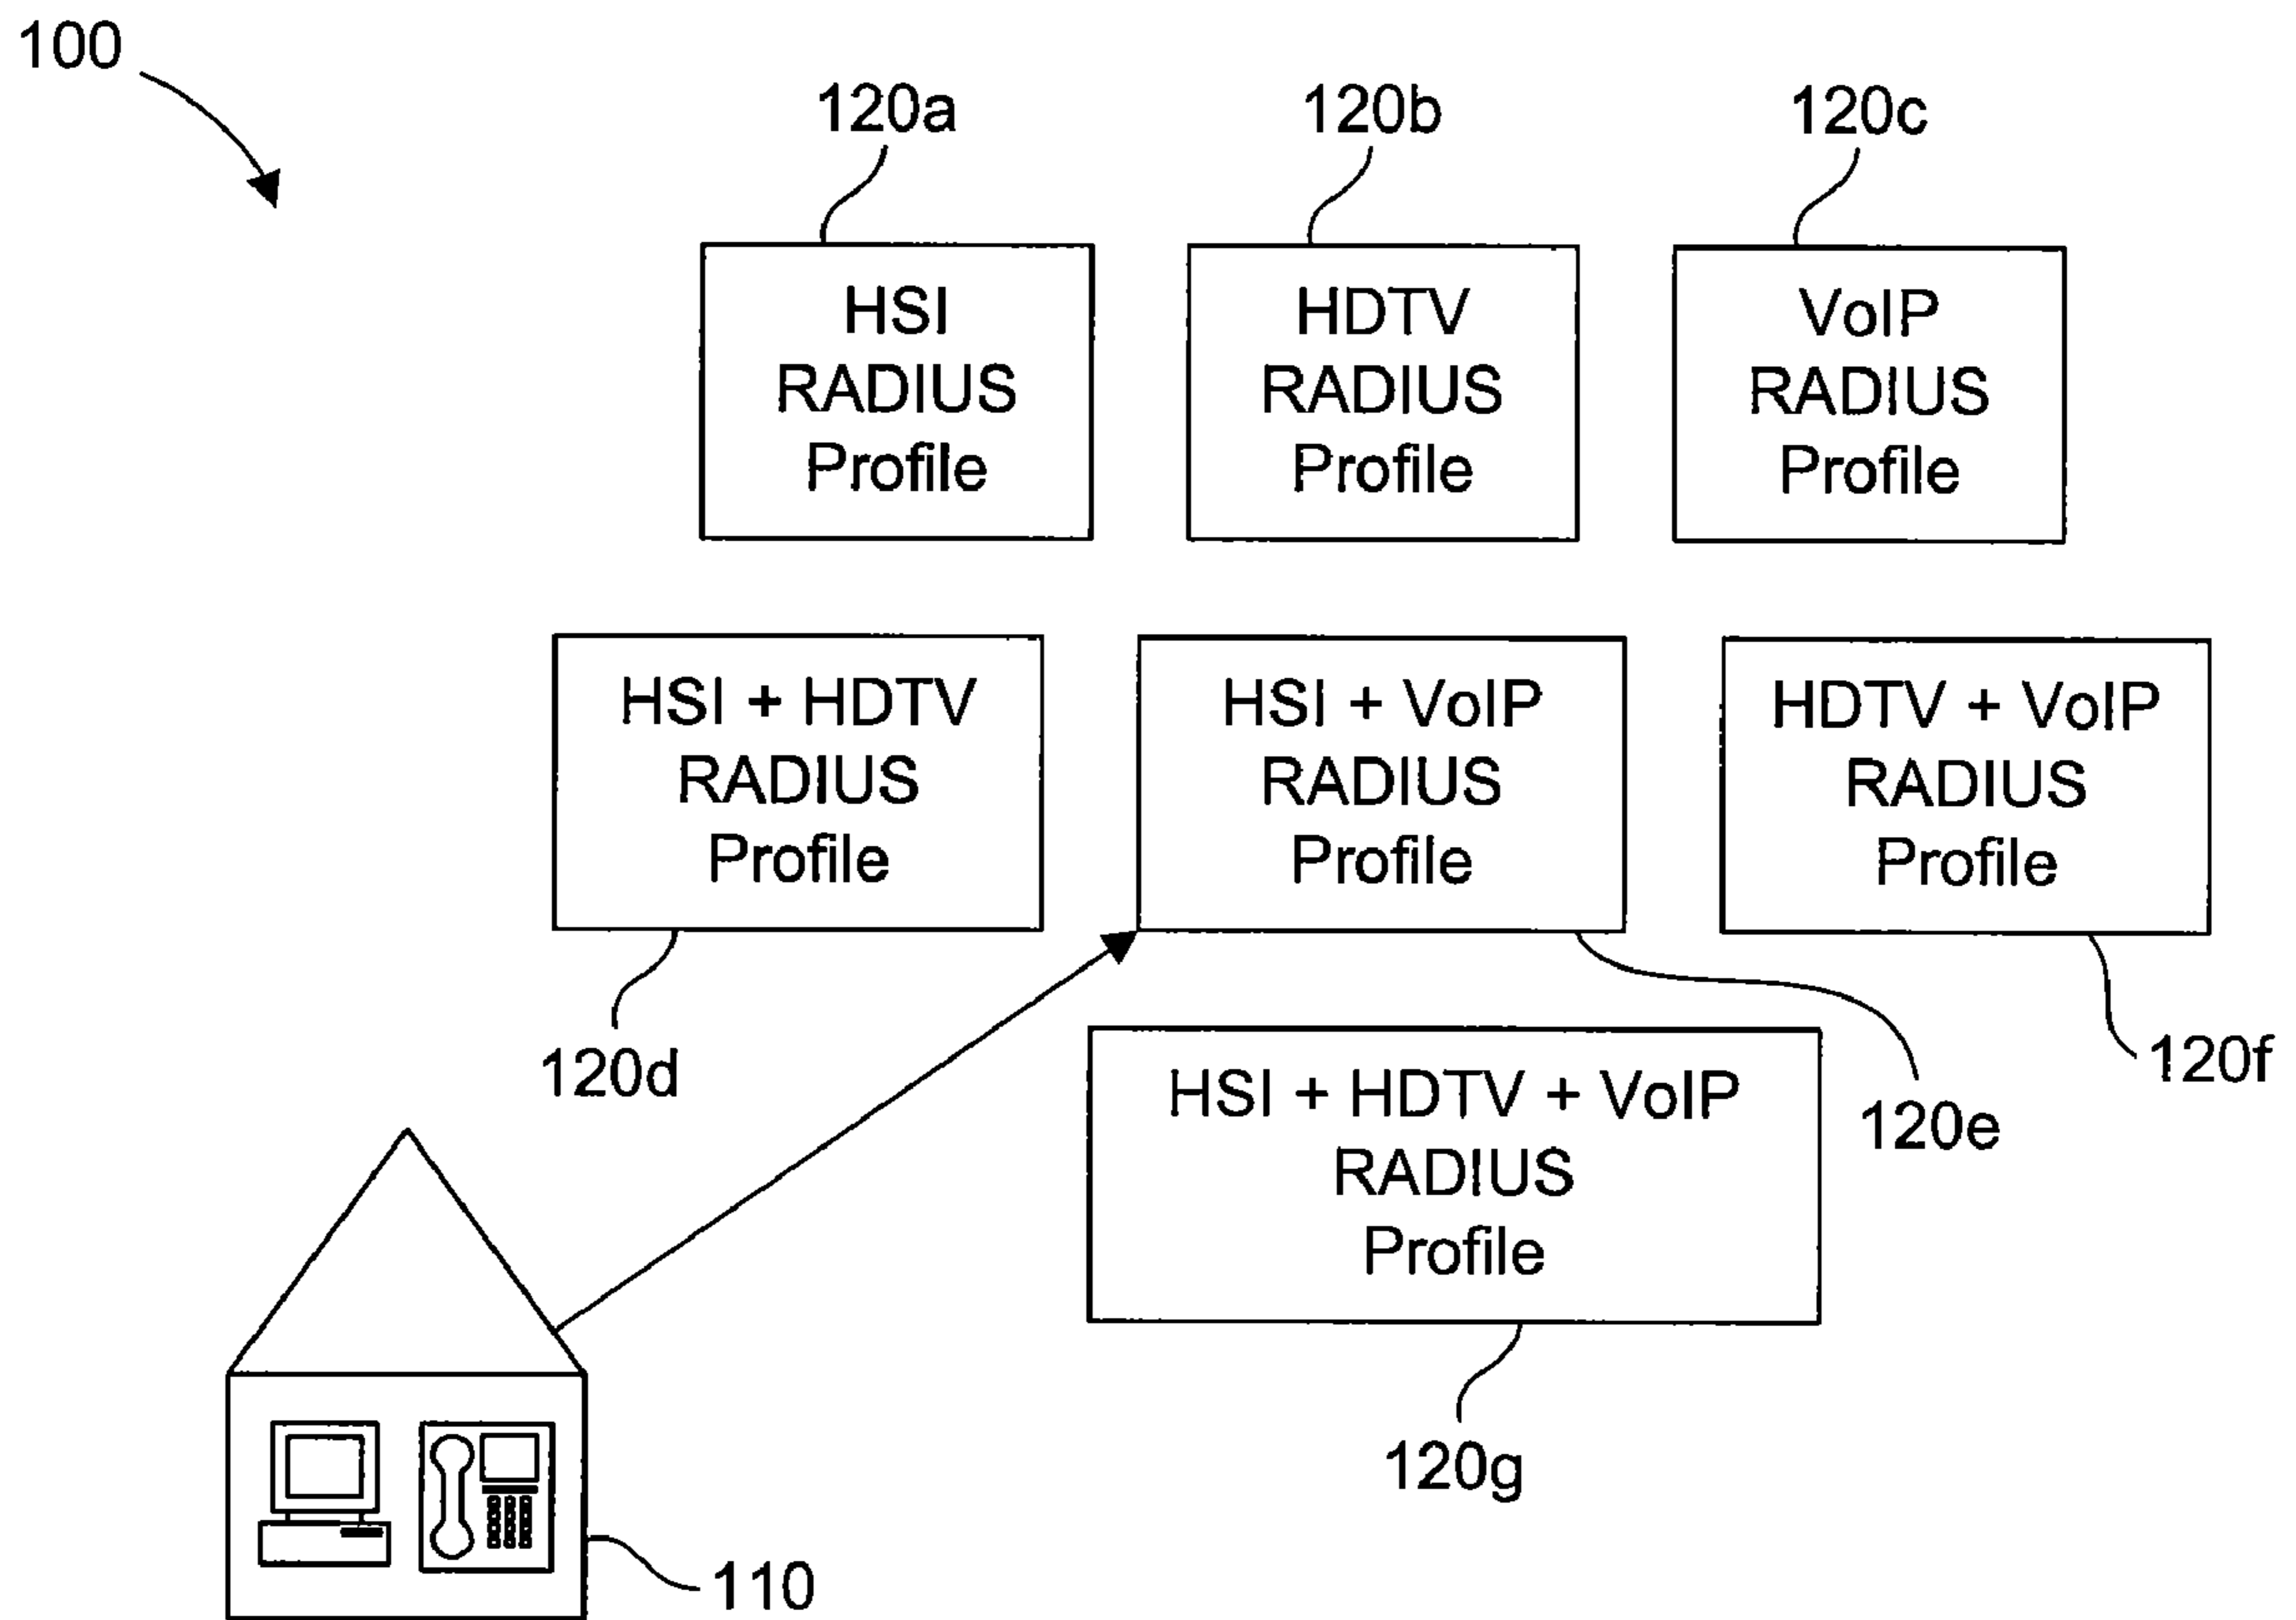 100
120a
120b
120c
HSI
RADIUS
Profile
HDTV
RADIUS
Profile
VoIP
RADIUS
Profile
HSI + HDTV
RADIUS
Profile
HSI + VoIP
RADIUS
Profile
HDTV + VoIP
RADIUS
Profile
120d
120e
120f
HSI + HDTV + VoIP
RADIUS
Profile
120g
110